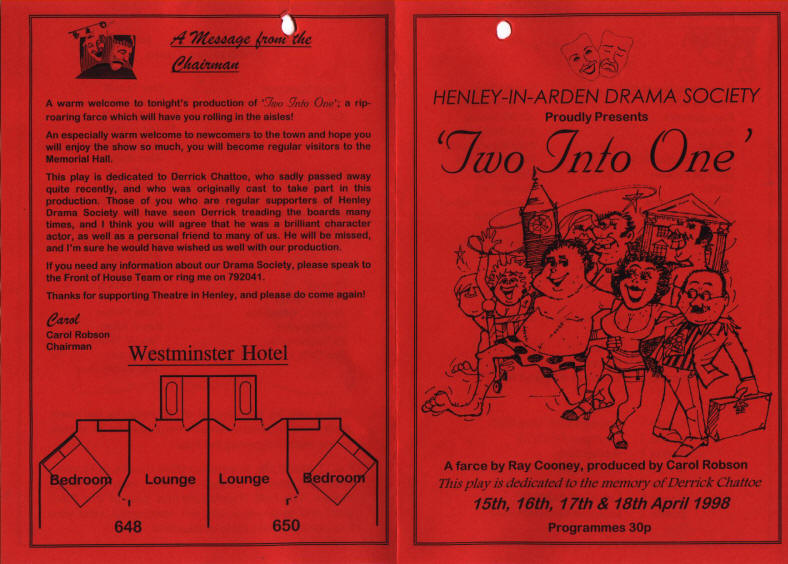 A Message from the
Chairman
A warm welcome to tonight's production of 'Two Into One'; a rip-
roaring farce which will have you rolling in the aisles!
An especially warm welcome to newcomers to the town and hope you
will enjoy the show so much, you will become regular visitors to the
Memorial Hall.
This play is dedicated to Derrick Chattoe, who sadly passed away
quite recently, and who was originally cast to take part in this
production. Those of you who are regular supporters of Henley
Drama Society will have seen Derrick treading the boards many
times, and I think you will agree that he was a brilliant character
actor, as well as a personal friend to many of us. He will be missed,
and I'm sure he would have wished us well with our production.
If you need any information about our Drama Society, please speak to
the Front of House Team or ring me on 792041.
Thanks for supporting Theatre in Henley, and please do come again!
Carol
Carol Robson
Chairman
Westminster Hotel
Bedroom Lounge Lounge Bedroom
648 650
HENLEY-IN-ARDEN DRAMA SOCIETY
Proudly Presents
'Two Into One'
A farce by Ray Cooney, produced by Carol Robson
This play is dedicated to the memory of Derrick Chattoe
15th, 16th, 17th & 18th April 1998
Programmes 30p